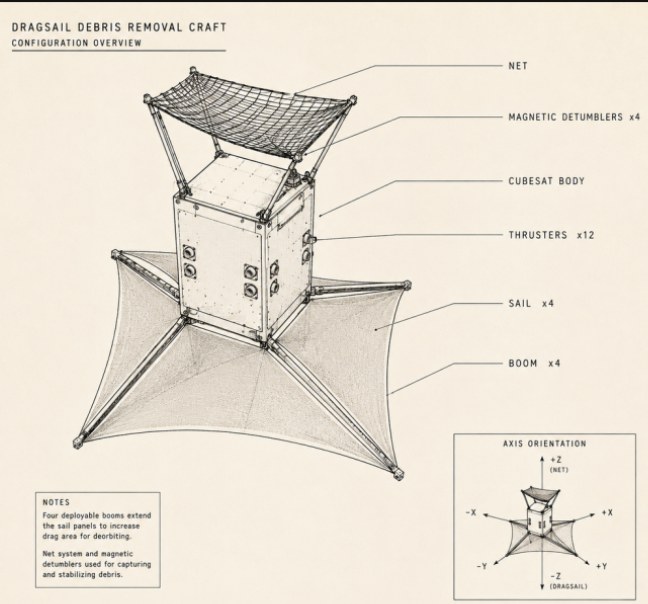 DRAGSAIL DEBRIS REMOVAL CRAFT
CONFIGURATION OVERVIEW
NET
MAGNETIC DETUMBLERS x4
CUBESAT BODY
THRUSTERS x12
SAIL x4
BOOM x4
NOTES
Four deployable booms extend
the sail panels to increase
drag area for deorbiting.
Net system and magnetic
detumblers used for capturing
and stabilizing debris.
AXIS ORIENTATION
+Z
(NET)
-X
+X
-Y
+Y
-Z
(DRAGSAIL)